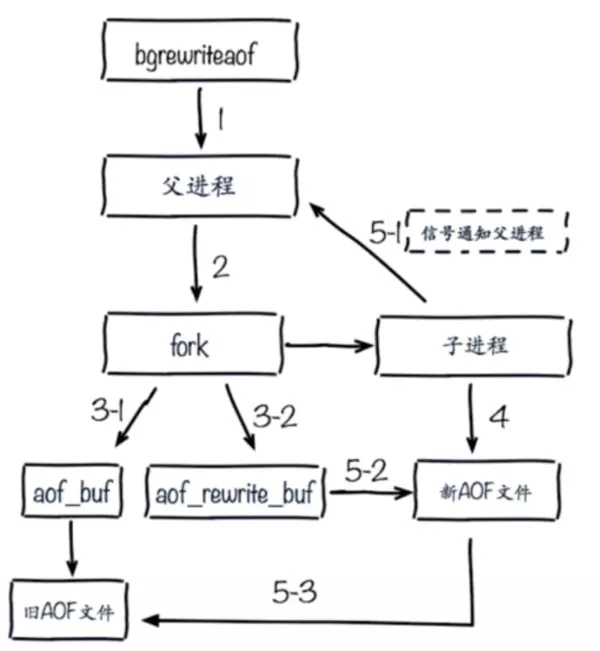 bgrewriteaof
1
父进程
5-1
信号通知父进程
2
fork
子进程
3-1
3-2
4
aof_buf
aof_rewrite_buf
5-2
新AOF文件
5-3
旧AOF文件